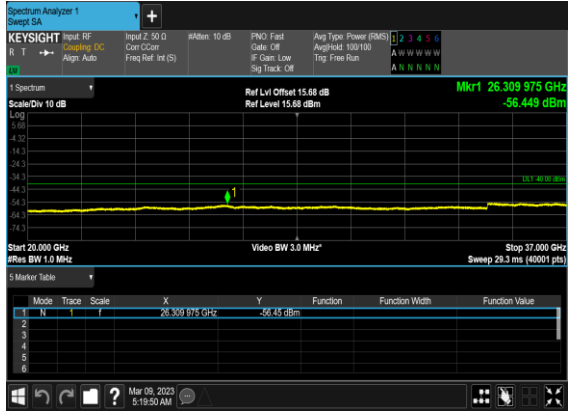 Spectrum Analyzer 1
Swept SA
+
KEYSIGHT Input: RF Input Z: 50 Ω #Atten: 10 dB PNO: Fast Avg Type: Power (RMS) 1 2 3 4 5 6
R T Coupling: DC Corr CCorr Gate: Off Avg|Hold: 100/100 A W W W W W
Align: Auto Freq Ref: Int (S) IF Gain: Low Trig: Free Run
LXI Sig Track: Off A N N N N N
1 Spectrum Ref Lvl Offset 15.68 dB Mkr1 26.309 975 GHz
Scale/Div 10 dB Ref Level 15.68 dBm -56.449 dBm
Log
5.68
-4.32
-14.3
-24.3
-34.3
DL1 -40.00 dBm
-44.3
1
-54.3
-64.3
-74.3
Start 20.000 GHz Video BW 3.0 MHz* Stop 37.000 GHz
#Res BW 1.0 MHz Sweep 29.3 ms (40001 pts)
5 Marker Table
Mode Trace Scale X Y Function Function Width Function Value
1 N 1 f 26.309 975 GHz -56.45 dBm
2
3
4
5
6
? Mar 09, 2023
5:19:50 AM